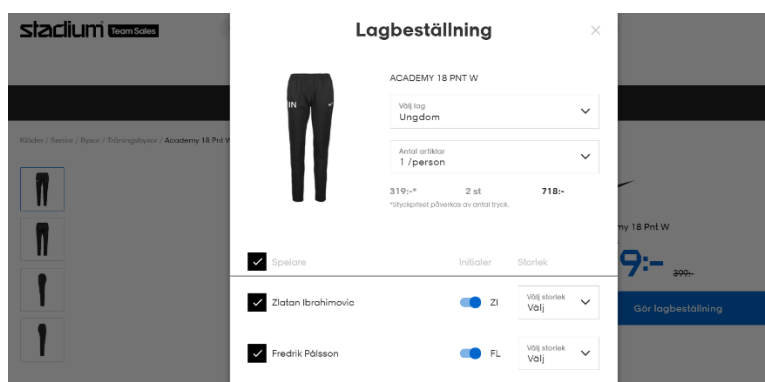 stadium Team Sales
Lagbeställning
ACADEMY 18 PNT W
IN
Välj lag
Ungdom
Antal artiklar
1 /person
319:-* 2 st 718:-
*Styckpriset påverkas av antal tryck.
Kläder / Senior / Byxor / Träningsbyxor / Academy 18 Pnt W
my 18 Pnt W
9:- 399:-
Gör lagbeställning
Spelare Initialer Storlek
Zlatan Ibrahimovic ZI Välj storlek
Välj
Fredrik Pålsson FL Välj storlek
Välj